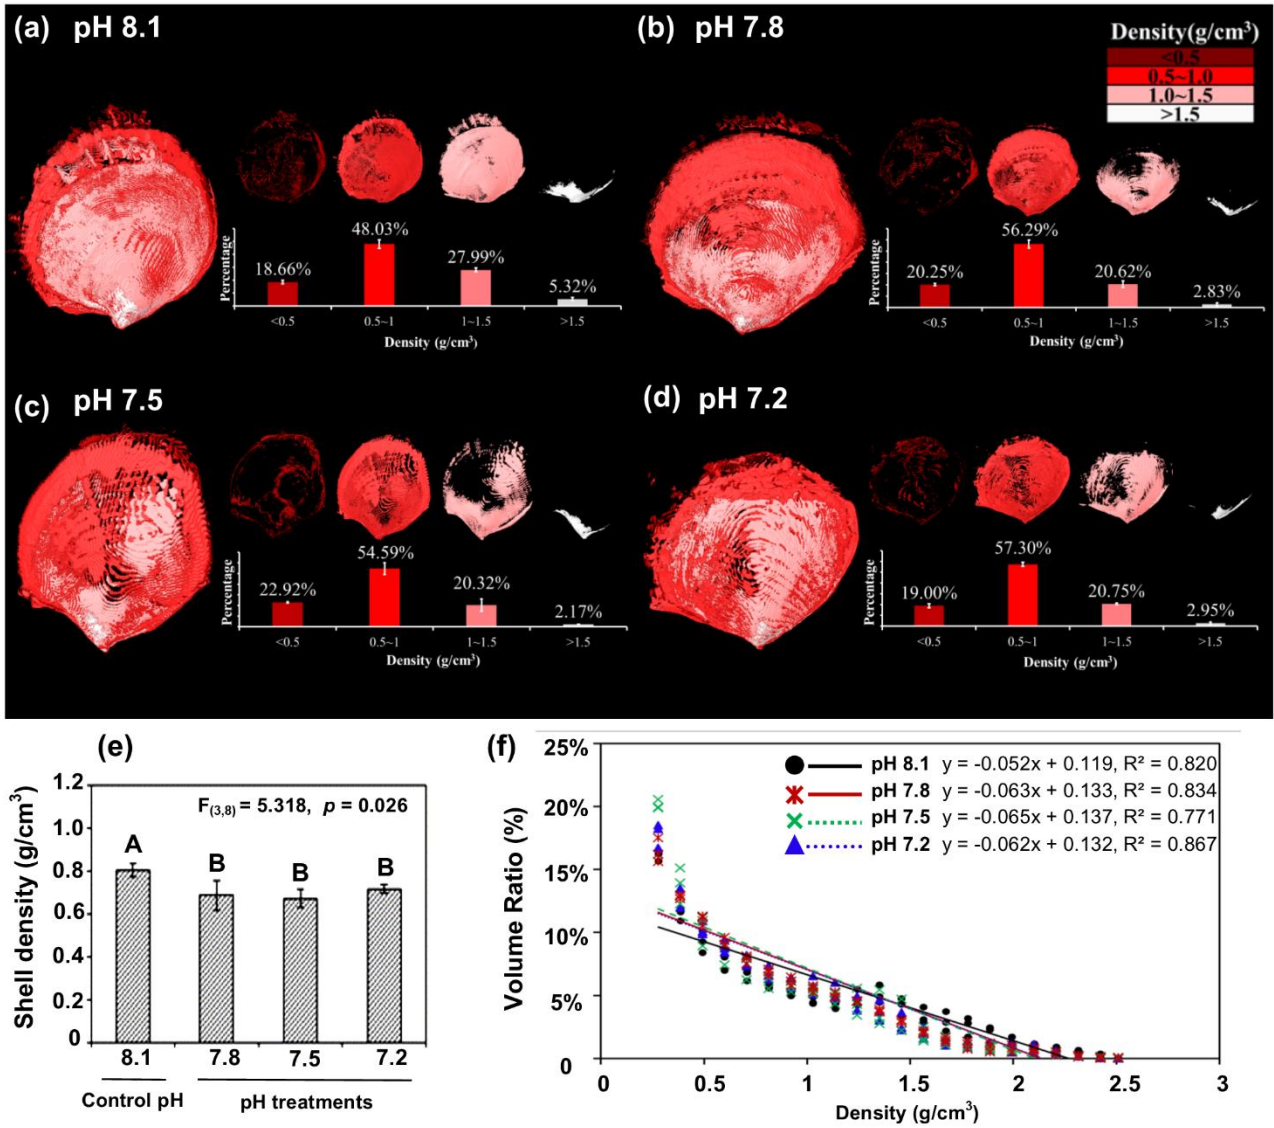 (a) pH 8.1
(b) pH 7.8
Density(g/cm³)
<0.5
0.5~1.0
1.0~1.5
>1.5
Percentage
18.66%
48.03%
27.99%
5.32%
<0.5 0.5~1 1~1.5 >1.5
Density (g/cm³)
Percentage
20.25%
56.29%
20.62%
2.83%
<0.5 0.5~1 1~1.5 >1.5
Density (g/cm³)
(c) pH 7.5
(d) pH 7.2
Percentage
22.92%
54.59%
20.32%
2.17%
<0.5 0.5~1 1~1.5 >1.5
Density (g/cm³)
Percentage
19.00%
57.30%
20.75%
2.95%
<0.5 0.5~1 1~1.5 >1.5
Density (g/cm³)
(e)
Shell density (g/cm³)
1.2
1.0
0.8
0.6
0.4
0.2
0
F(3,8) = 5.318, p = 0.026
A
B
B
B
8.1 7.8 7.5 7.2
Control pH pH treatments
(f)
Volume Ratio (%)
25%
20%
15%
10%
5%
0
pH 8.1 y = -0.052x + 0.119, R² = 0.820
pH 7.8 y = -0.063x + 0.133, R² = 0.834
pH 7.5 y = -0.065x + 0.137, R² = 0.771
pH 7.2 y = -0.062x + 0.132, R² = 0.867
0 0.5 1 1.5 2 2.5 3
Density (g/cm³)